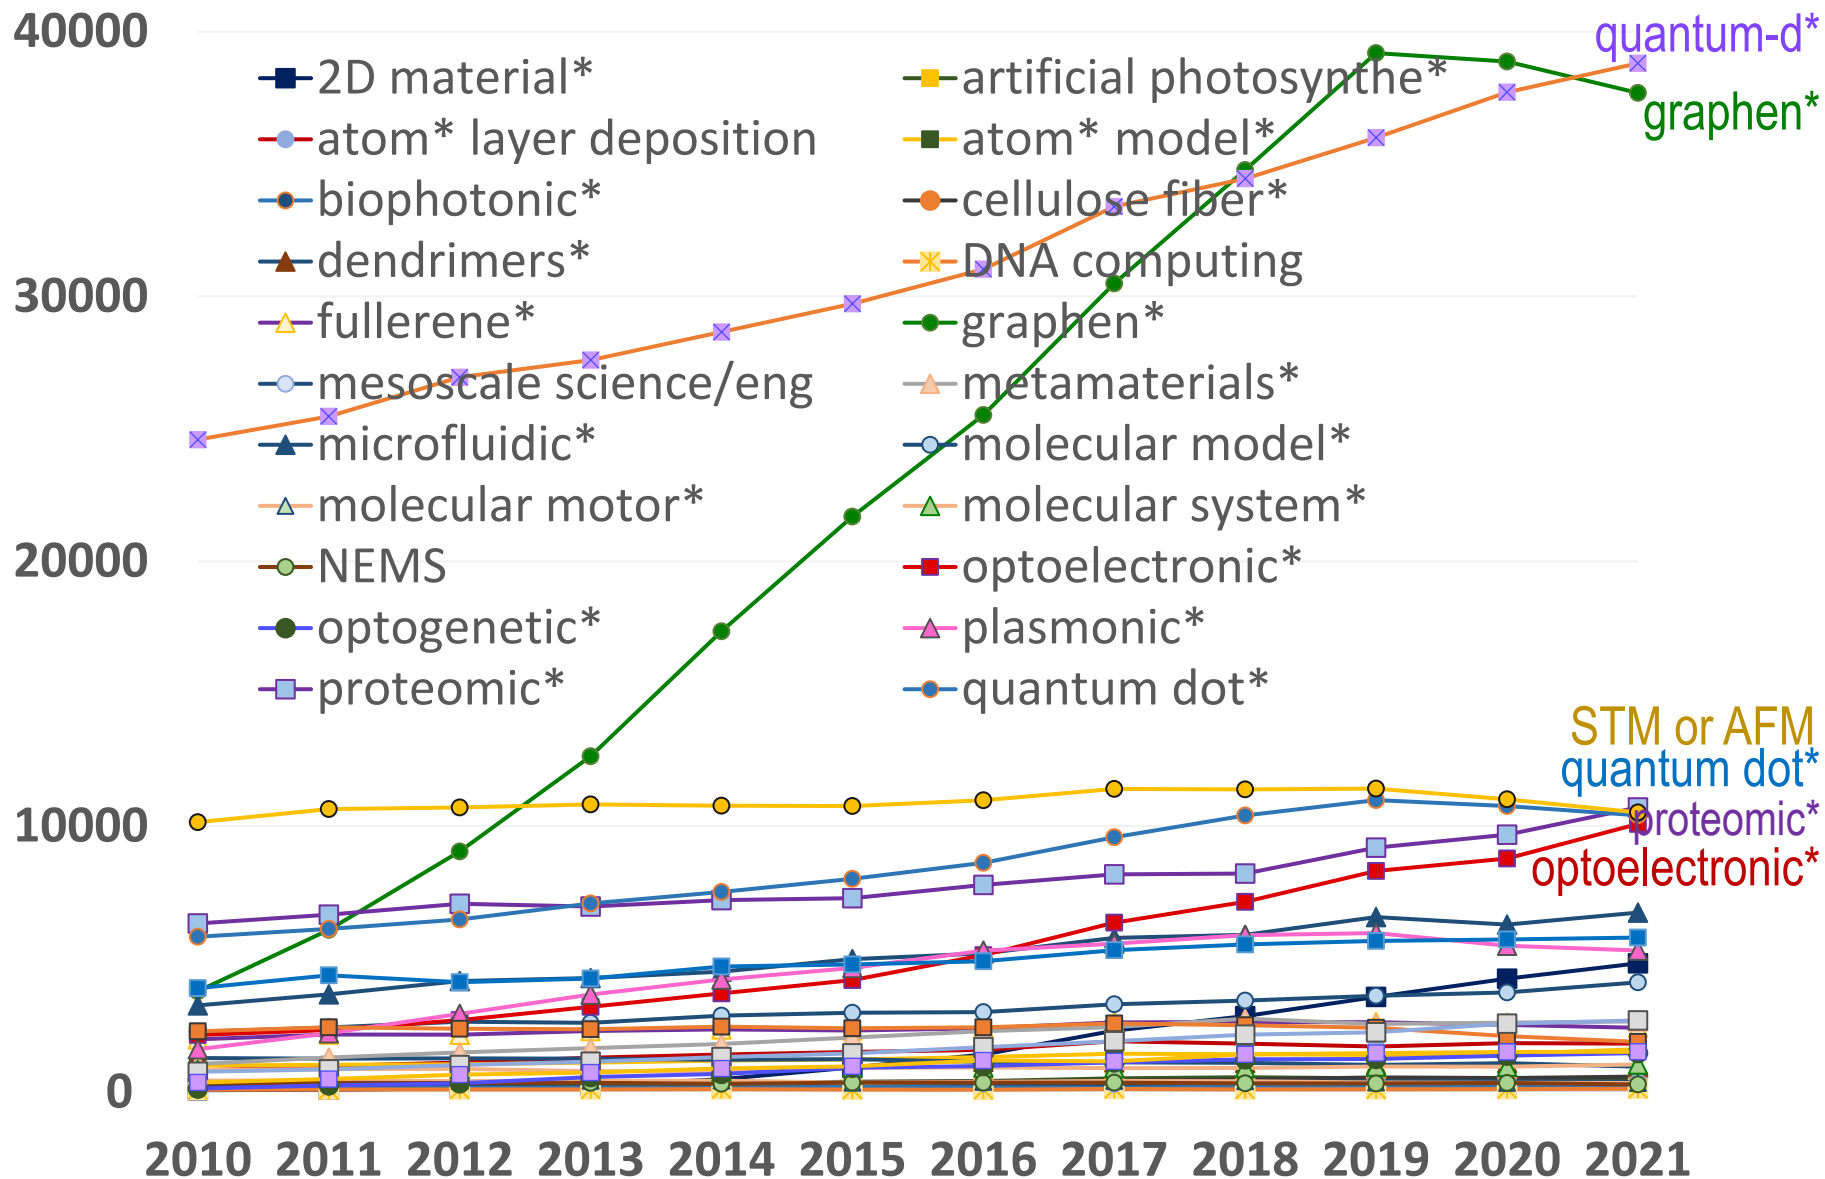 40000
quantum-d*
2D material*
artificial photosynthe*
graphen*
atom* layer deposition
atom* model*
biophotonic*
cellulose fiber*
dendrimers*
DNA computing
30000
fullerene*
graphen*
mesoscale science/eng
metamaterials*
microfluidic*
molecular model*
molecular motor*
molecular system*
20000
NEMS
optoelectronic*
optogenetic*
plasmonic*
proteomic*
quantum dot*
STM or AFM
quantum dot*
10000
proteomic*
optoelectronic*
0
2010 2011 2012 2013 2014 2015 2016 2017 2018 2019 2020 2021